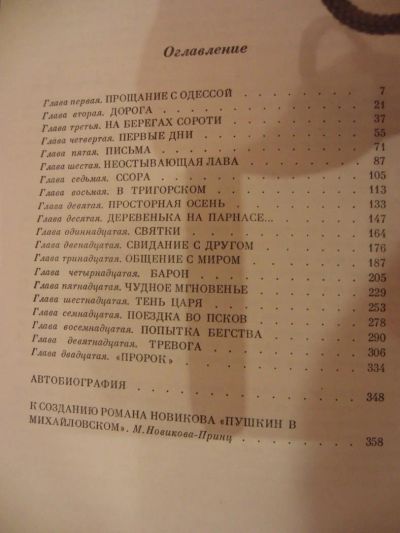 Оглавление
Глава первая. ПРОЩАНИЕ С ОДЕССОЙ . . . . . . . . 7
Глава вторая. ДОРОГА . . . . . . . . . . . 21
Глава третья. НА БЕРЕГАХ СОРОТИ . . . . . . . . 37
Глава четвертая. ПЕРВЫЕ ДНИ . . . . . . . . . 55
Глава пятая. ПИСЬМА . . . . . . . . . . . 71
Глава шестая. НЕОСТЫВАЮЩАЯ ЛАВА . . . . . . . . 87
Глава седьмая. ССОРА . . . . . . . . . . . 105
Глава восьмая. В ТРИГОРСКОМ . . . . . . . . . 113
Глава девятая. ПРОСТОРНАЯ ОСЕНЬ . . . . . . . . 133
Глава десятая. ДЕРЕВЕНЬКА НА ПАРНАСЕ... . . . . . . 147
Глава одиннадцатая. СВЯТКИ . . . . . . . . . 164
Глава двенадцатая. СВИДАНИЕ С ДРУГОМ . . . . . . . 176
Глава тринадцатая. ОБЩЕНИЕ С МИРОМ . . . . . . . 187
Глава четырнадцатая. БАРОН . . . . . . . . . 205
Глава пятнадцатая. ЧУДНОЕ МГНОВЕНЬЕ . . . . . . . 229
Глава шестнадцатая. ТЕНЬ ЦАРЯ . . . . . . . . 253
Глава семнадцатая. ПОЕЗДКА ВО ПСКОВ . . . . . . . 278
Глава восемнадцатая. ПОПЫТКА БЕГСТВА . . . . . . . 290
Глава девятнадцатая. ТРЕВОГА . . . . . . . . 306
Глава двадцатая. «ПРОРОК» . . . . . . . . . 334
АВТОБИОГРАФИЯ . . . . . . . . . . . . 348
К СОЗДАНИЮ РОМАНА НОВИКОВА «ПУШКИН В
МИХАЙЛОВСКОМ». М. Новикова-Принц . . . . . . . 358